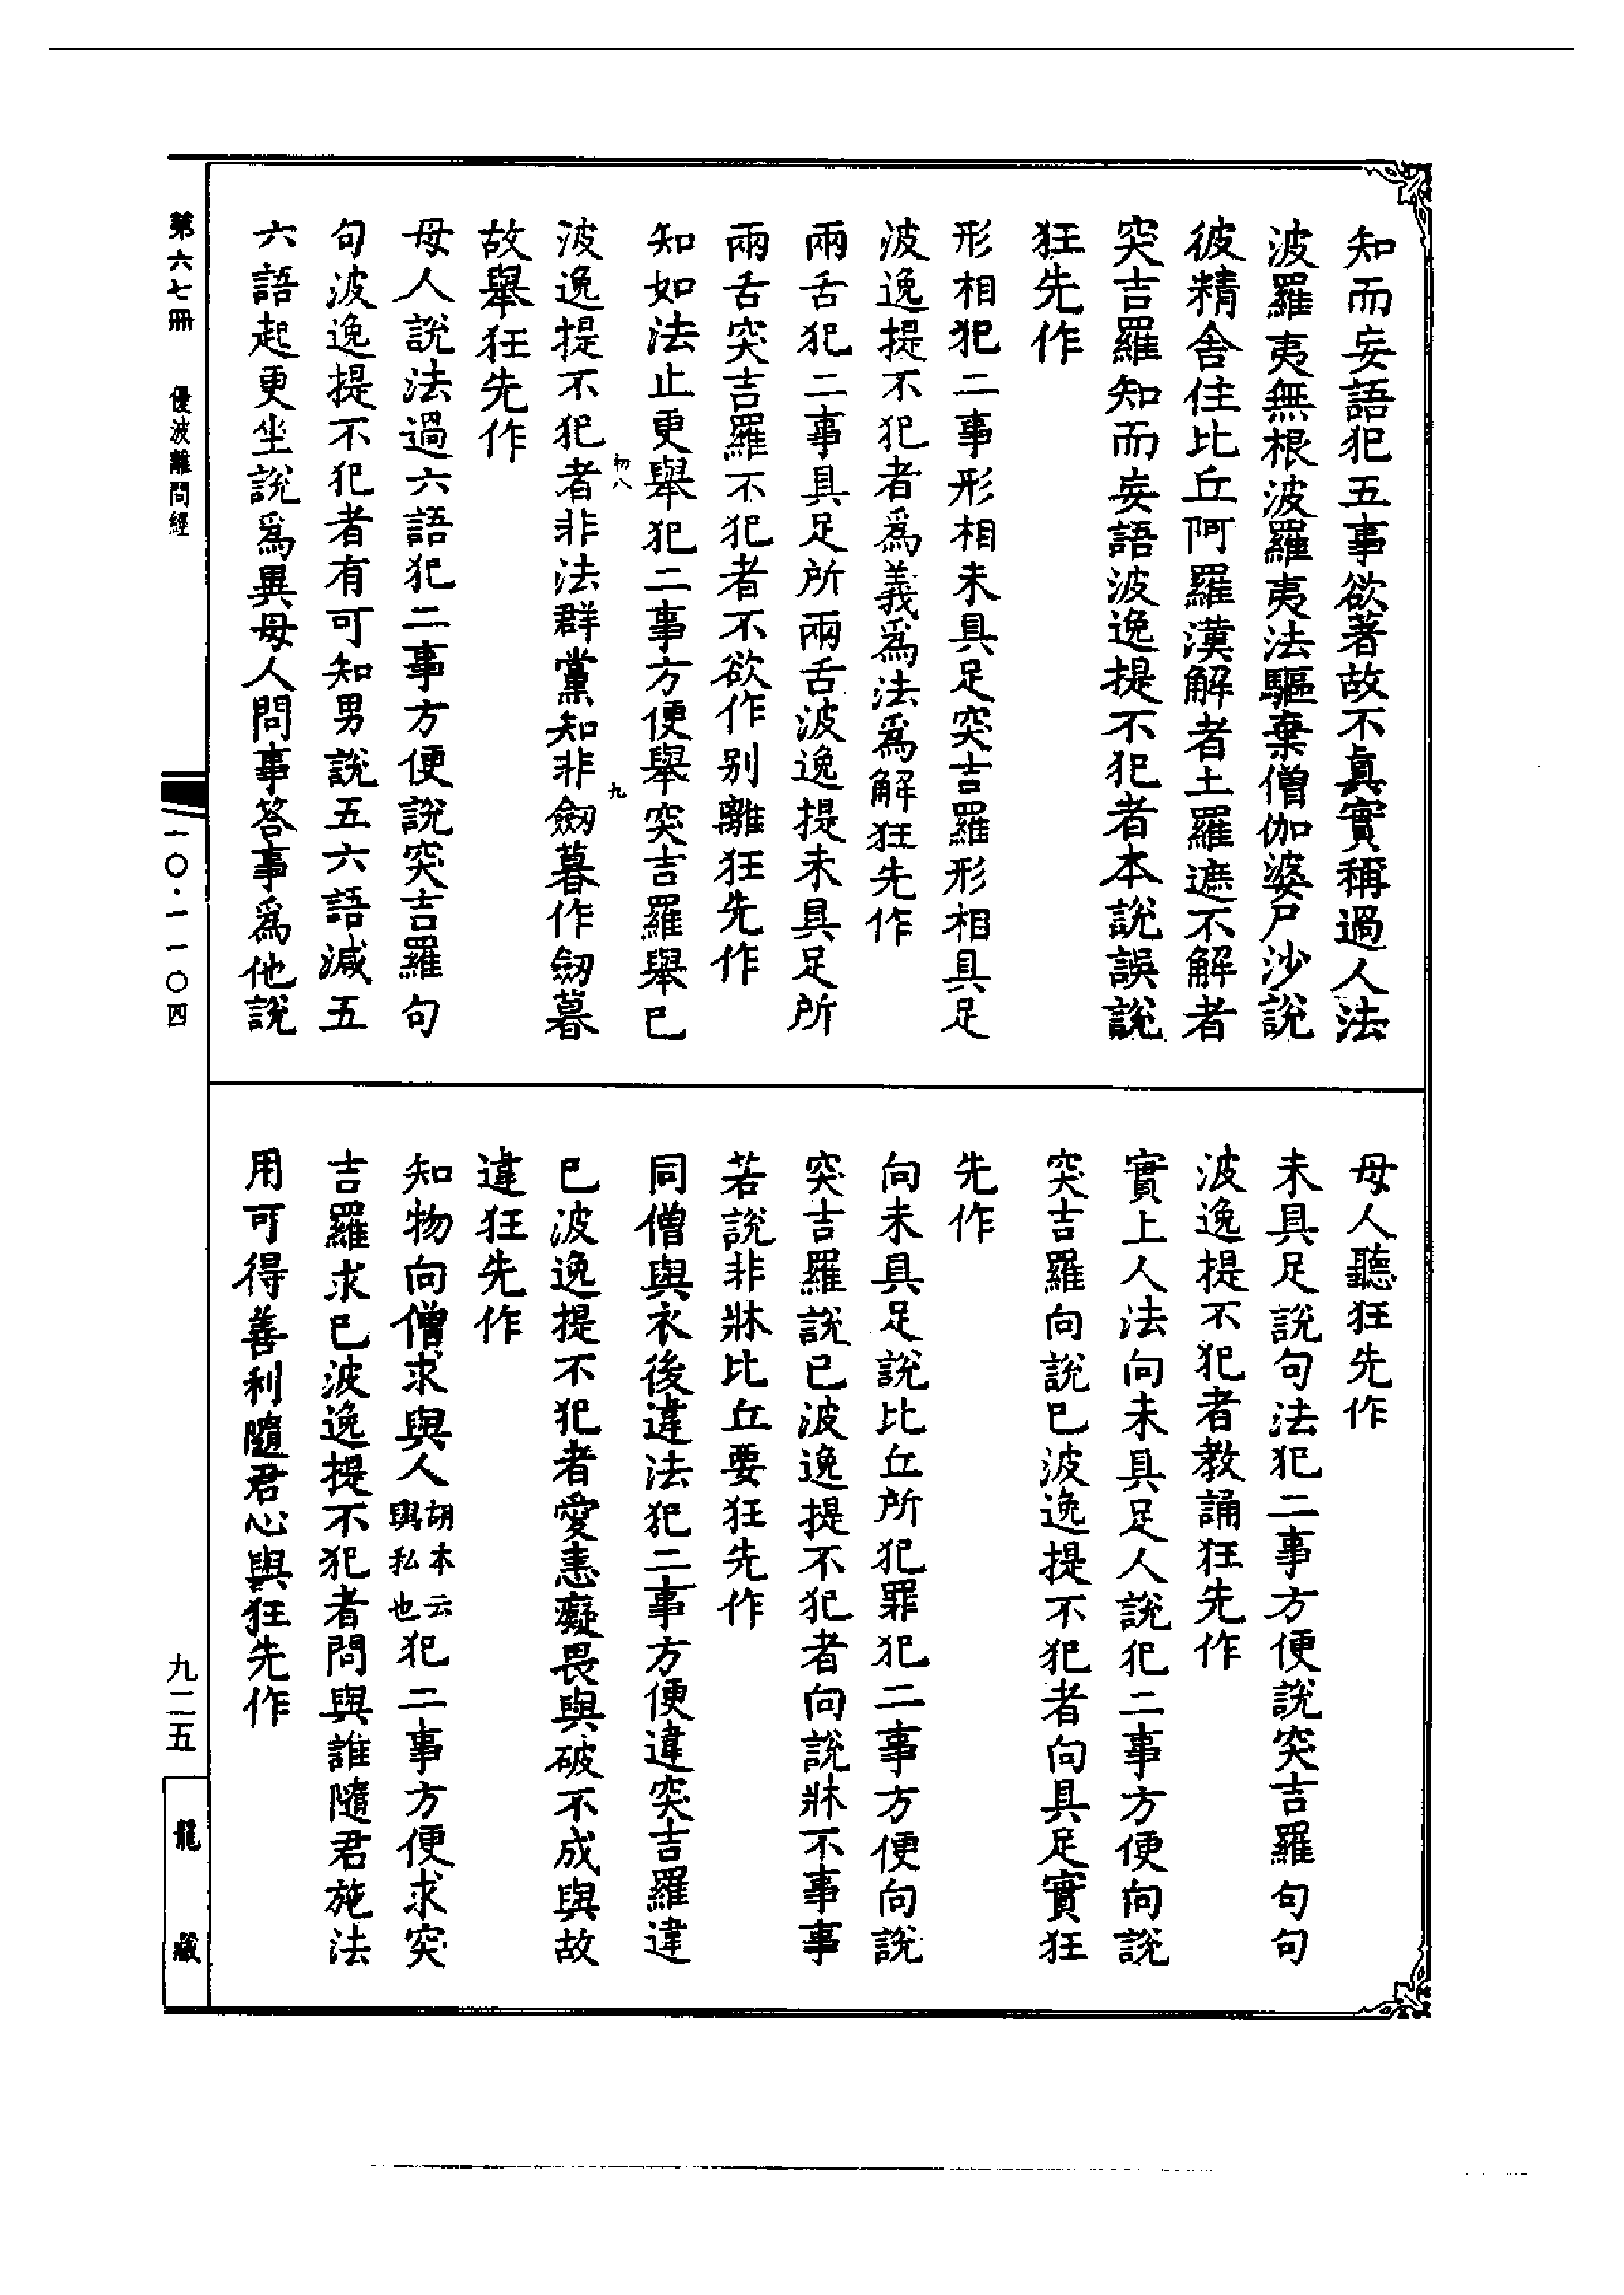 知而妄語犯五事欲著故不真實稱過人法
波羅夷無根波羅夷法驅棄僧伽婆尸沙說
彼精舍住比丘阿羅漢解者土羅遮不解者
突吉羅知而妄語波逸提不犯者本說誤說
狂先作
形相犯二事形相未具足突吉羅形相具足
波逸提不犯者為義為法為解狂先作
兩舌犯二事具足所兩舌波逸提未具足所
兩舌突吉羅不犯者不欲作別離狂先作
知如法止更舉犯二事方便舉突吉羅舉已
初八
波逸提不犯者非法群黨知非劒暮作劒暮
九
故舉狂先作
母人說法過六語犯二事方便說突吉羅句
句波逸提不犯者有可知男說五六語減五
六語起更坐說為異母人問事答事為他說
母人聽狂先作
未具足說句法犯二事方便說突吉羅句句
波逸提不犯者教誦狂先作
實上人法向未具足人說犯二事方便向說
突吉羅向說已波逸提不犯者向具足實狂
先作
向未具足說比丘所犯罪犯二事方便向說
突吉羅說已波逸提不犯者向說牀不事事
若說非牀比丘要狂先作
同僧與衣後違法犯二事方便違突吉羅違
已波逸提不犯者愛恚癡畏與破不成與故
違狂先作
知物向僧求與人胡本云與私也犯二事方便求突
吉羅求已波逸提不犯者問與誰隨君施法
用可得善利隨君心與狂先作
第六七冊　優波離問經
一〇·一一〇四
九二五
龍藏